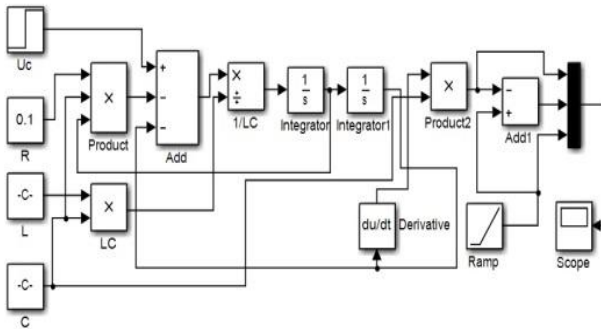 Uc
+
-
-
Add
0.1
R
×
Product
×
÷
1/LC
1
s
Integrator
1
s
Integrator1
×
Product2
-
+
Add1
-C-
L
×
LC
du/dt
Derivative
Ramp
Scope
-C-
C